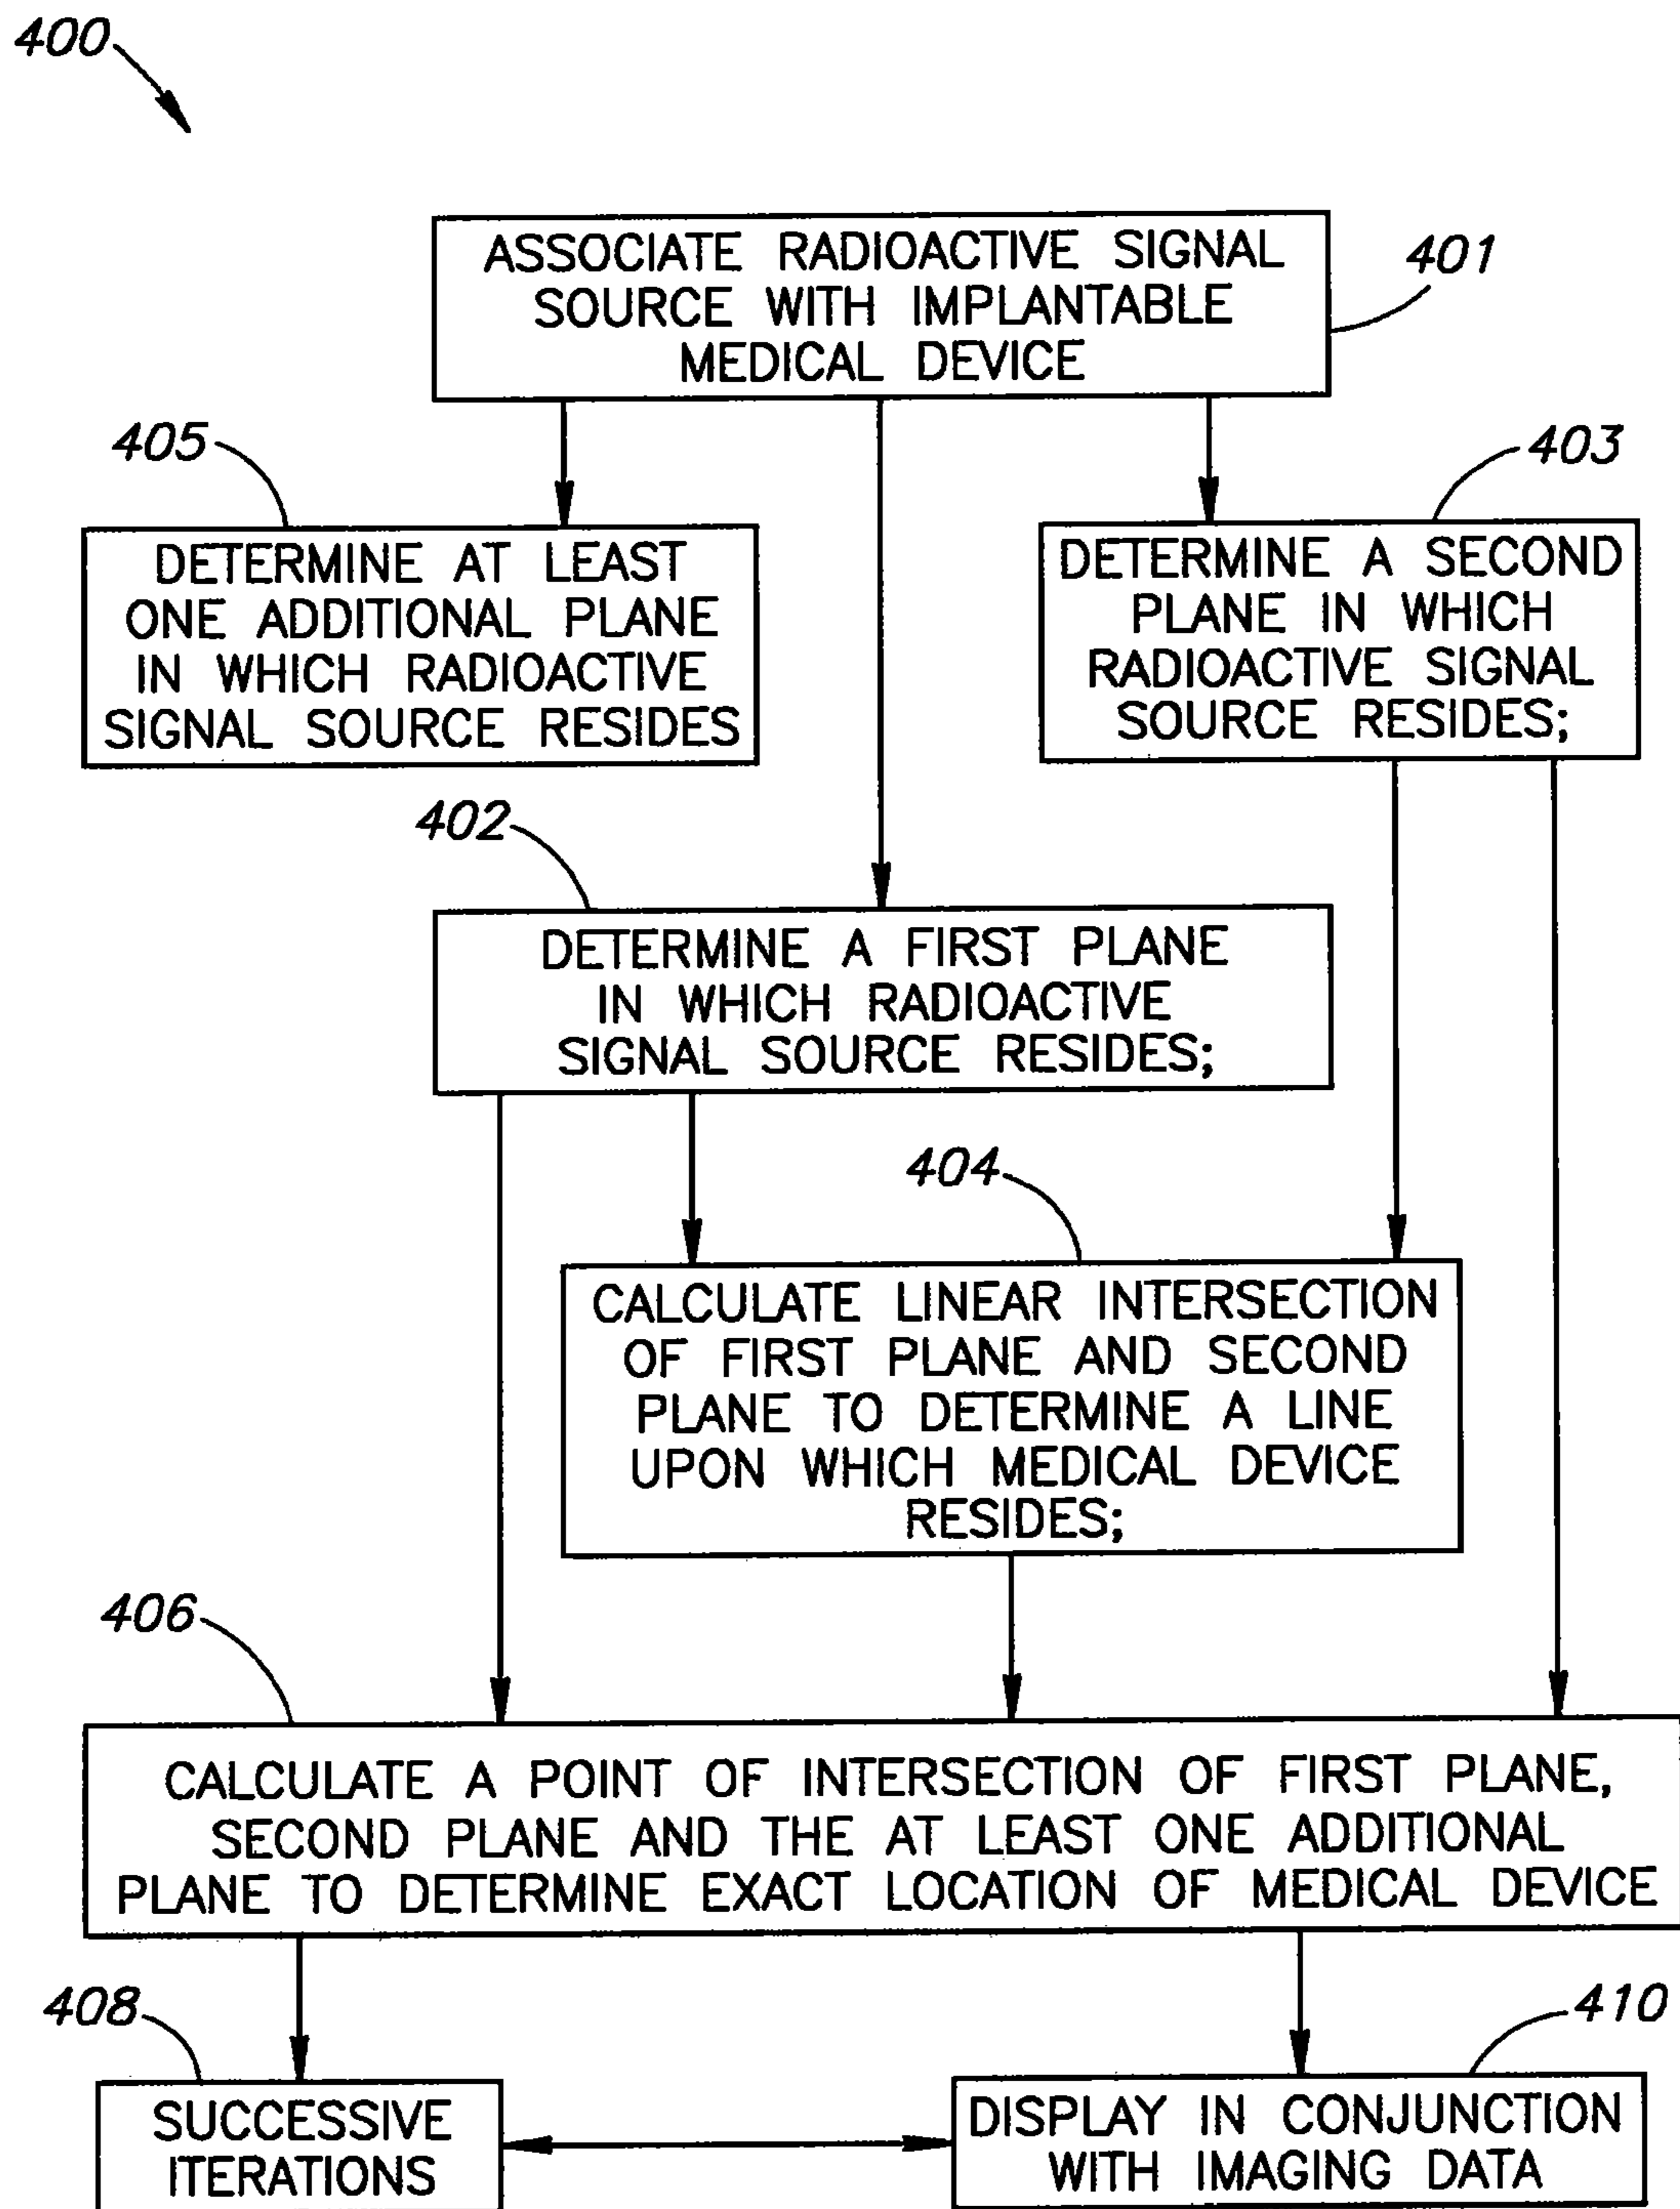 400
ASSOCIATE RADIOACTIVE SIGNAL
SOURCE WITH IMPLANTABLE
MEDICAL DEVICE
401
405
DETERMINE AT LEAST
ONE ADDITIONAL PLANE
IN WHICH RADIOACTIVE
SIGNAL SOURCE RESIDES
403
DETERMINE A SECOND
PLANE IN WHICH
RADIOACTIVE SIGNAL
SOURCE RESIDES;
402
DETERMINE A FIRST PLANE
IN WHICH RADIOACTIVE
SIGNAL SOURCE RESIDES;
404
CALCULATE LINEAR INTERSECTION
OF FIRST PLANE AND SECOND
PLANE TO DETERMINE A LINE
UPON WHICH MEDICAL DEVICE
RESIDES;
406
CALCULATE A POINT OF INTERSECTION OF FIRST PLANE,
SECOND PLANE AND THE AT LEAST ONE ADDITIONAL
PLANE TO DETERMINE EXACT LOCATION OF MEDICAL DEVICE
408
SUCCESSIVE
ITERATIONS
410
DISPLAY IN CONJUNCTION
WITH IMAGING DATA